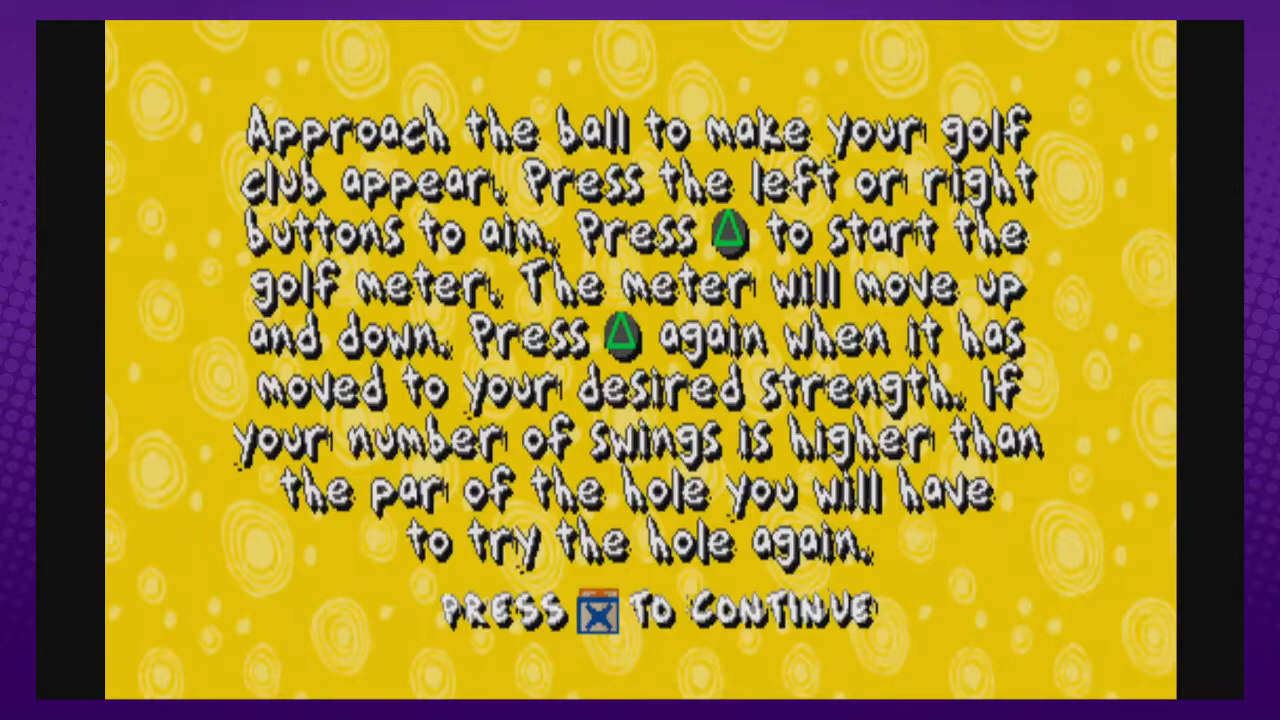 Approach the ball to make your golf
club appear. Press the left or right
buttons to aim. Press △ to start the
golf meter. The meter will move up
and down. Press △ again when it has
moved to your desired strength. If
your number of swings is higher than
the par of the hole you will have
to try the hole again.
PRESS X TO CONTINUE